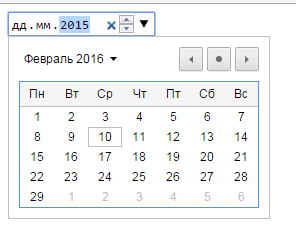 дд.мм.2015
Февраль 2016
Пн Вт Ср Чт Пт Сб Вс
1 2 3 4 5 6 7
8 9 10 11 12 13 14
15 16 17 18 19 20 21
22 23 24 25 26 27 28
29 1 2 3 4 5 6